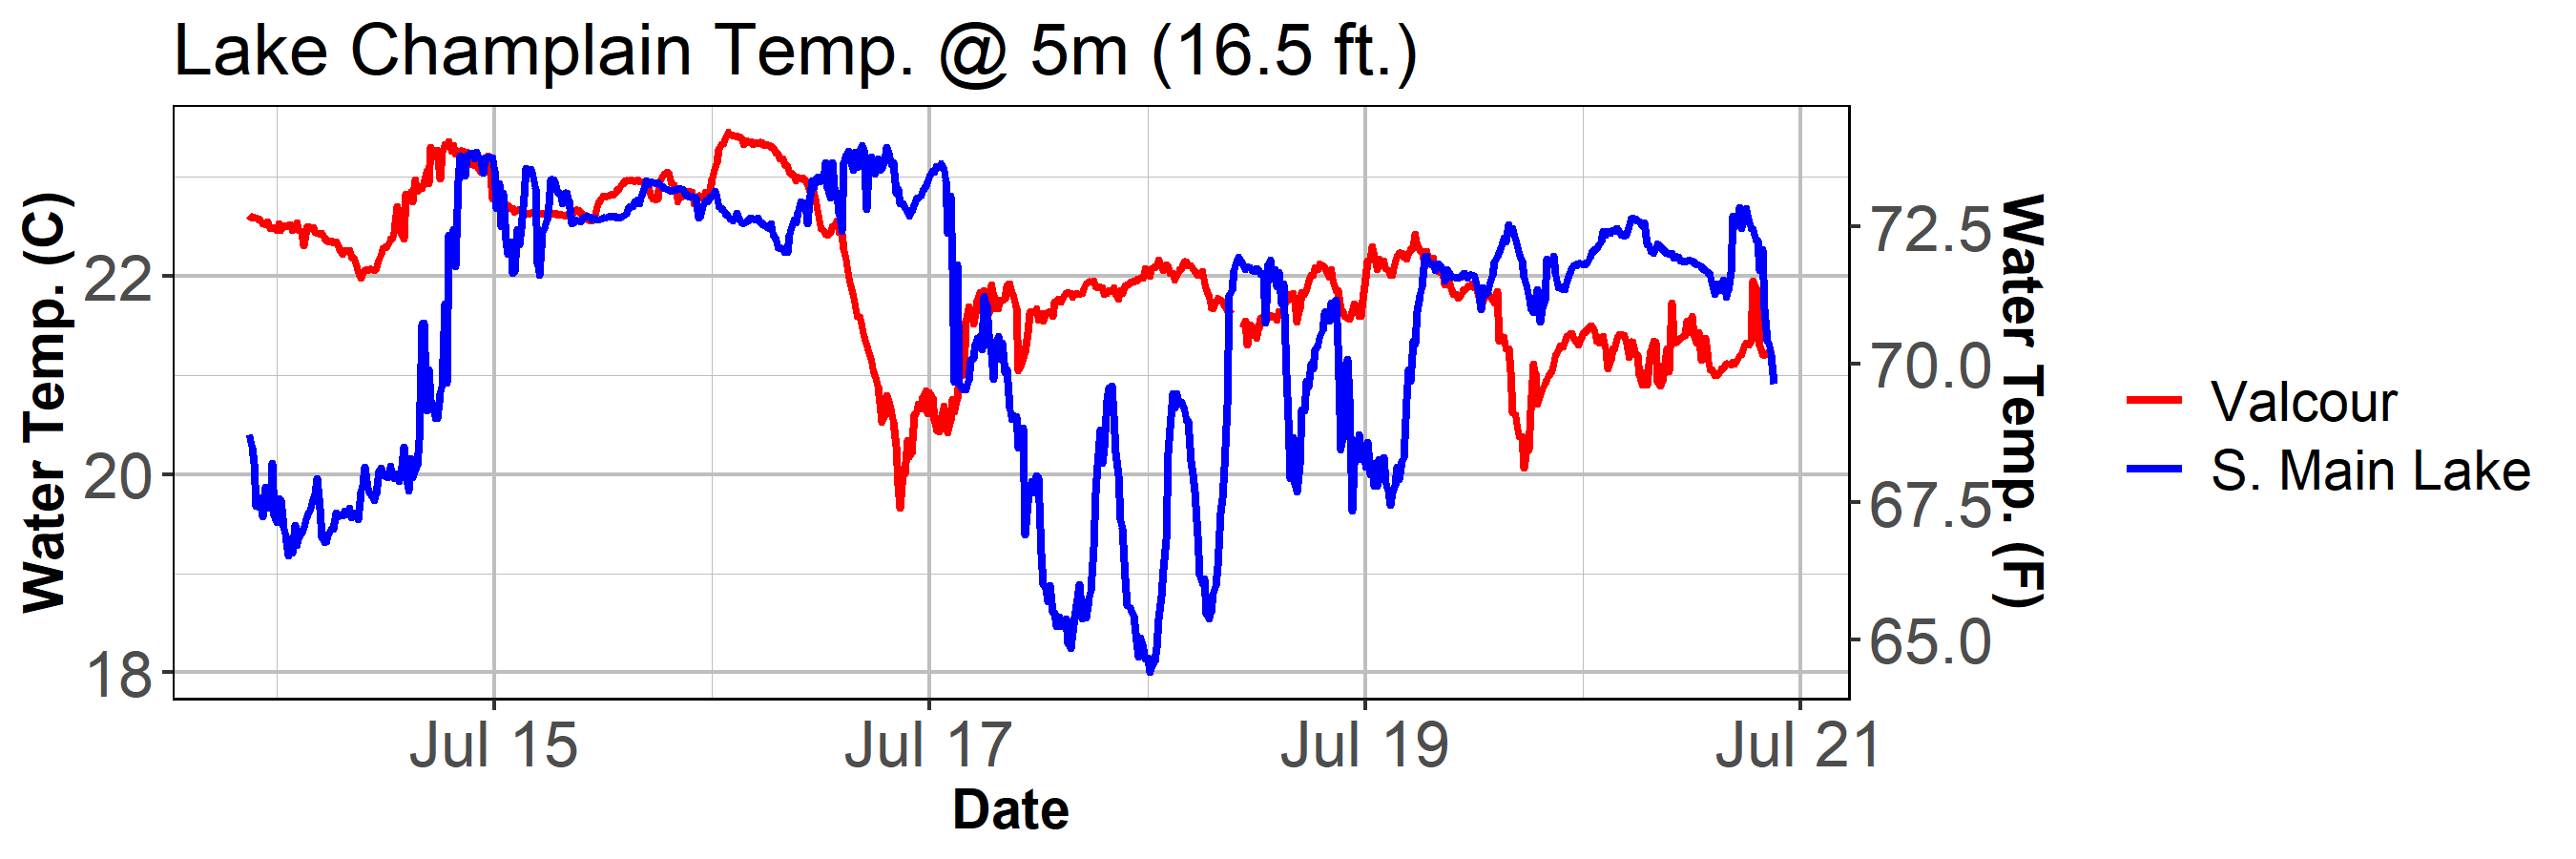 Lake Champlain Temp. @ 5m (16.5 ft.)
Water Temp. (C)
22
20
18
72.5
70.0
67.5
65.0
Water Temp. (F)
Jul 15
Jul 17
Jul 19
Jul 21
Date
Valcour
S. Main Lake